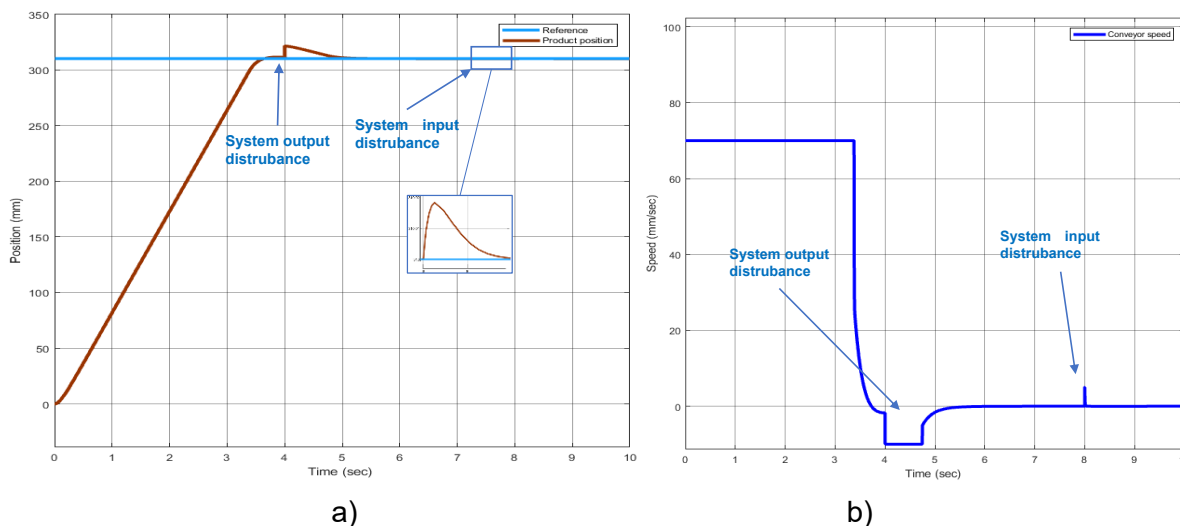 350
300
250
200
150
100
50
0
Position (mm)
Reference
Product position
System output
distrubance
System input
distrubance
0 1 2 3 4 5 6 7 8 9 10
Time (sec)
a)
100
80
60
40
20
0
Speed (mm/sec)
Conveyor speed
System output
distrubance
System input
distrubance
0 1 2 3 4 5 6 7 8 9
Time (sec)
b)